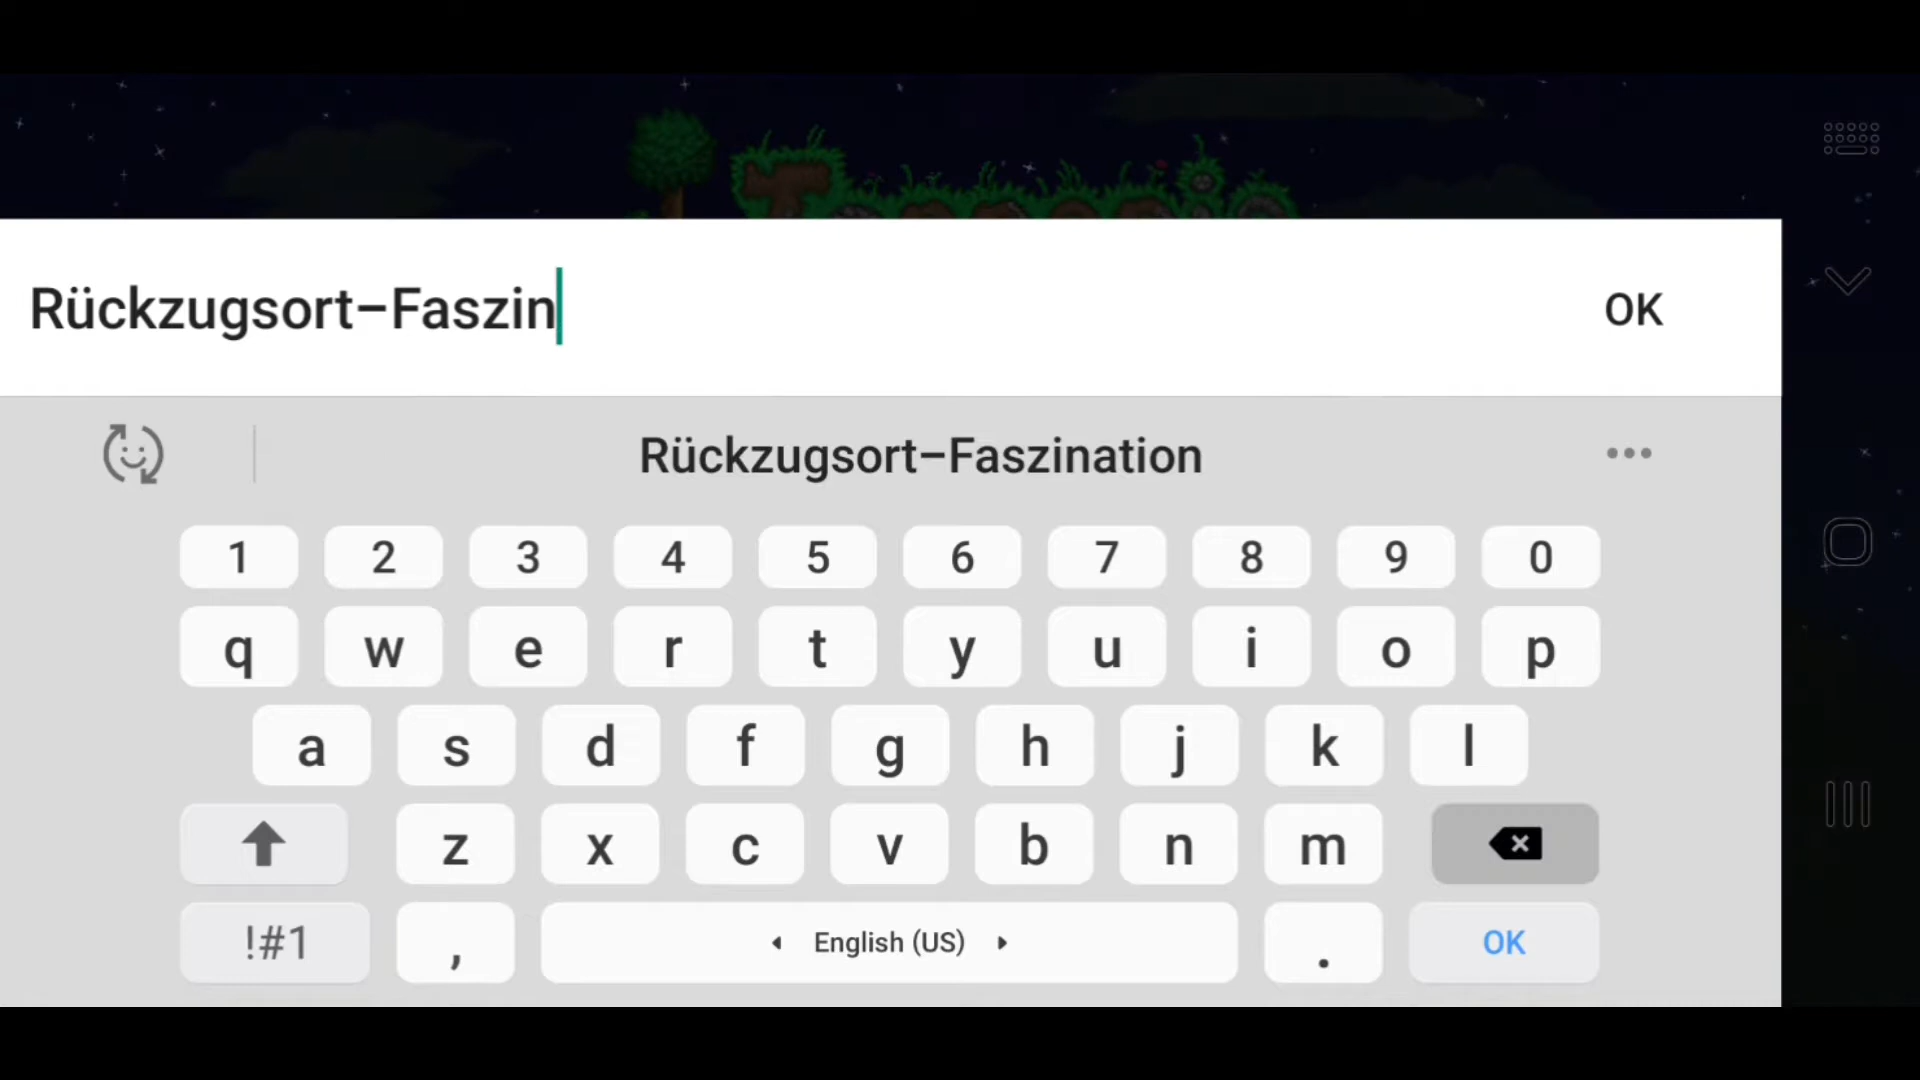 Rückzugsort–Faszin
OK
Rückzugsort–Faszination
1 2 3 4 5 6 7 8 9 0
q w e r t y u i o p
a s d f g h j k l
z x c v b n m
!#1 , English (US) . OK